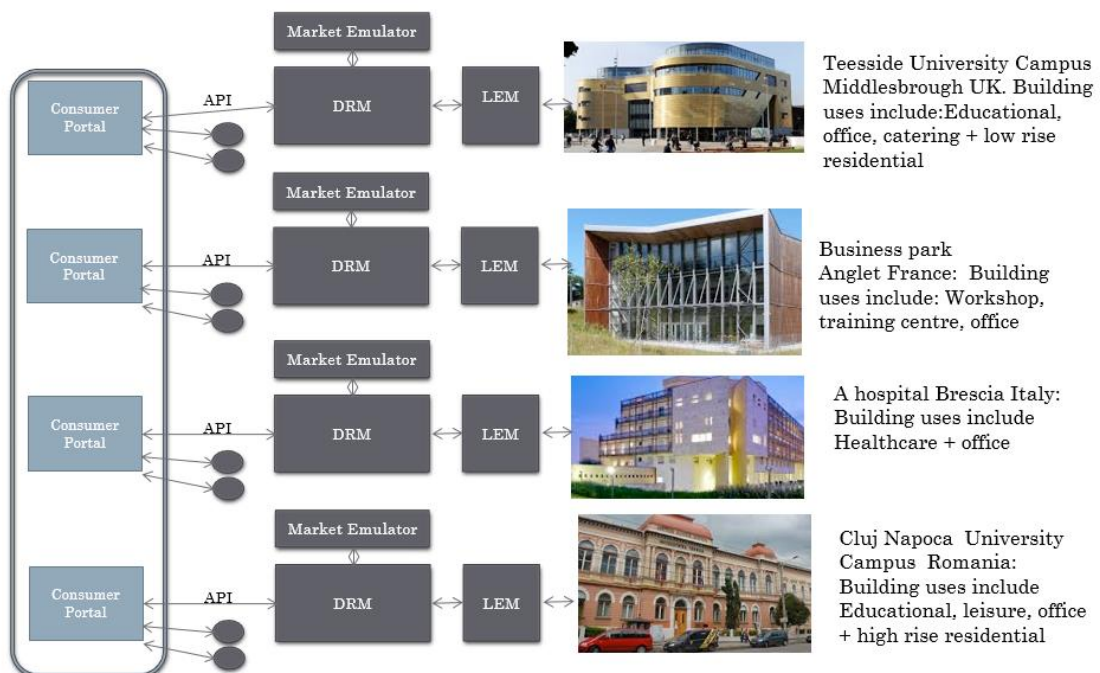 Market Emulator
Consumer
Portal
API
DRM
LEM
Teesside University Campus
Middlesbrough UK. Building
uses include:Educational,
office, catering + low rise
residential
Market Emulator
Consumer
Portal
API
DRM
LEM
Business park
Anglet France: Building
uses include: Workshop,
training centre, office
Market Emulator
Consumer
Portal
API
DRM
LEM
A hospital Brescia Italy:
Building uses include
Healthcare + office
Market Emulator
Consumer
Portal
API
DRM
LEM
Cluj Napoca University
Campus Romania:
Building uses include
Educational, leisure, office
+ high rise residential